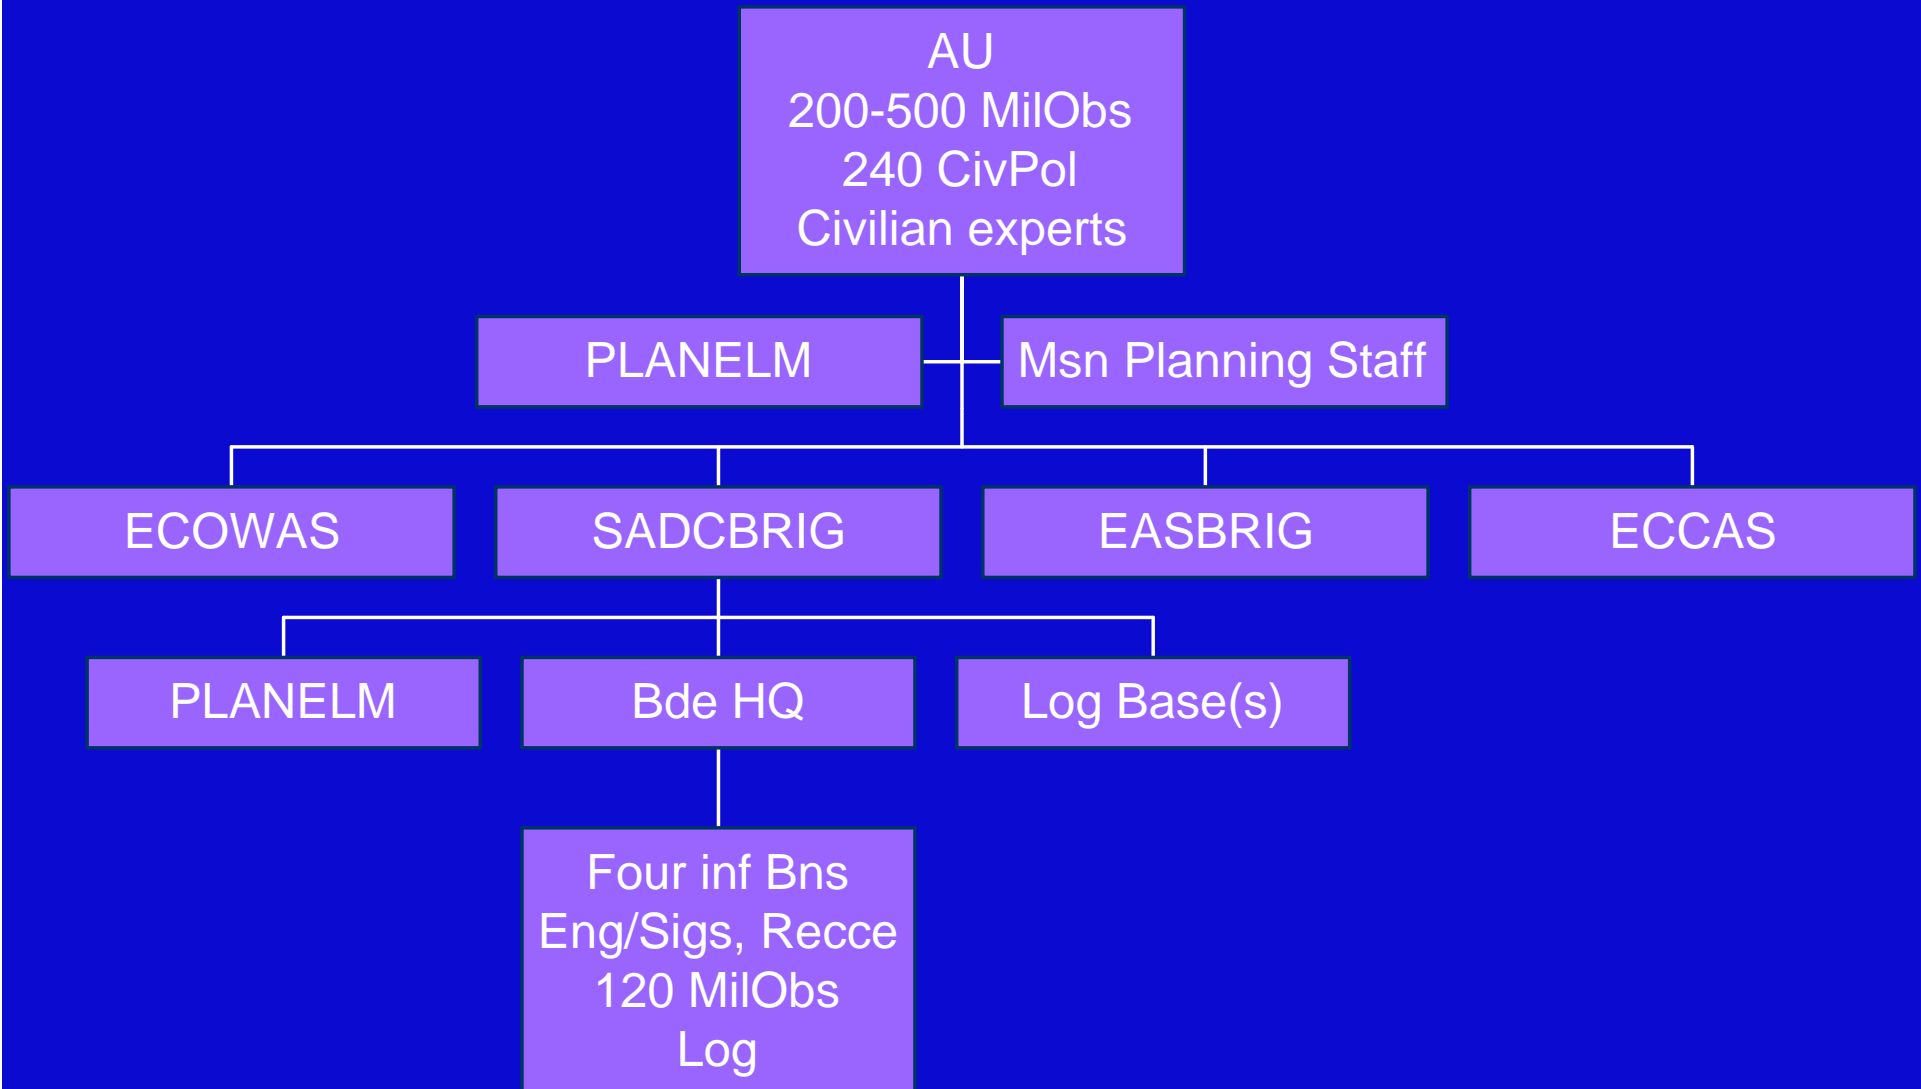 AU
200-500 MilObs
240 CivPol
Civilian experts
PLANELM
Msn Planning Staff
ECOWAS
SADCBRIG
EASBRIG
ECCAS
PLANELM
Bde HQ
Log Base(s)
Four inf Bns
Eng/Sigs, Recce
120 MilObs
Log